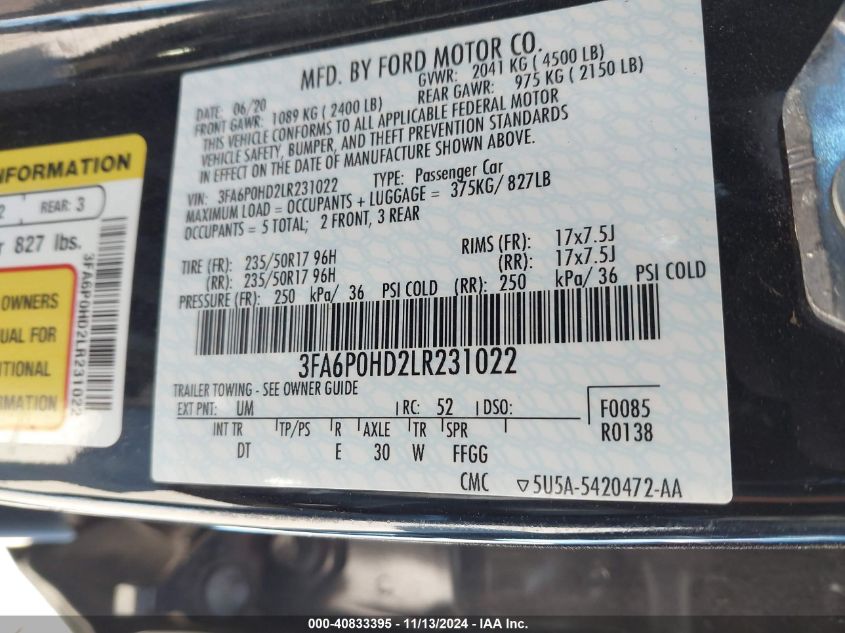 MFD. BY FORD MOTOR CO.
DATE: 06/20 GVWR: 2041 KG ( 4500 LB)
FRONT GAWR: 1089 KG ( 2400 LB) REAR GAWR: 975 KG ( 2150 LB)
THIS VEHICLE CONFORMS TO ALL APPLICABLE FEDERAL MOTOR
VEHICLE SAFETY, BUMPER, AND THEFT PREVENTION STANDARDS
IN EFFECT ON THE DATE OF MANUFACTURE SHOWN ABOVE.
VIN: 3FA6P0HD2LR231022 TYPE: Passenger Car
MAXIMUM LOAD = OCCUPANTS + LUGGAGE = 375KG/ 827LB
OCCUPANTS = 5 TOTAL; 2 FRONT, 3 REAR
TIRE (FR): 235/50R17 96H RIMS (FR): 17x7.5J
(RR): 235/50R17 96H (RR): 17x7.5J
PRESSURE (FR): 250 kPa/ 36 PSI COLD (RR): 250 kPa/ 36 PSI COLD
3FA6P0HD2LR231022
TRAILER TOWING - SEE OWNER GUIDE
EXT PNT: UM RC: 52 DSO: F0085
INT TR TP/PS R AXLE TR SPR R0138
DT E 30 W FFGG
CMC ▽5U5A-5420472-AA
INFORMATION
2 REAR: 3
827 lbs.
OWNERS
FOR
3FA6P0HD2LR231022
000-40833395 - 11/13/2024 - IAA Inc.